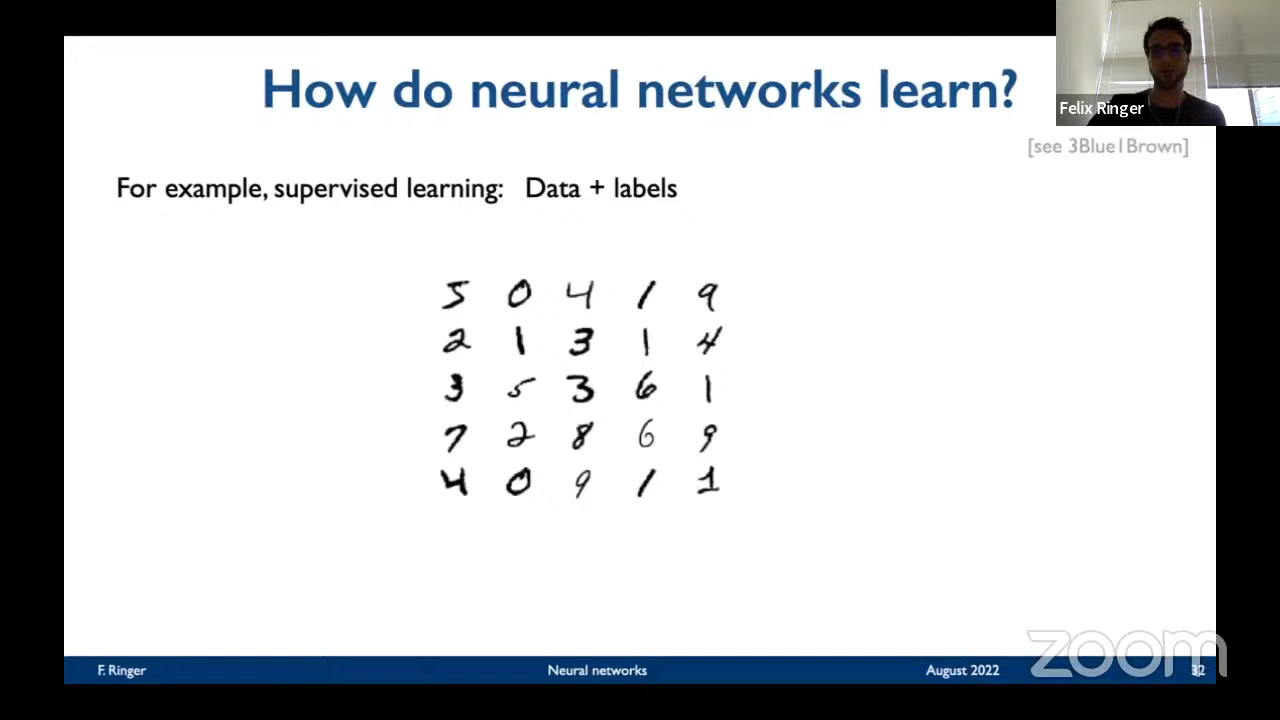 How do neural networks learn?
Felix Ringer
[see 3Blue1Brown]
For example, supervised learning: Data + labels
5 0 4 1 9
2 1 3 1 4
3 5 3 6 1
7 2 8 6 9
4 0 9 1 1
zoom
F. Ringer Neural networks August 2022 32